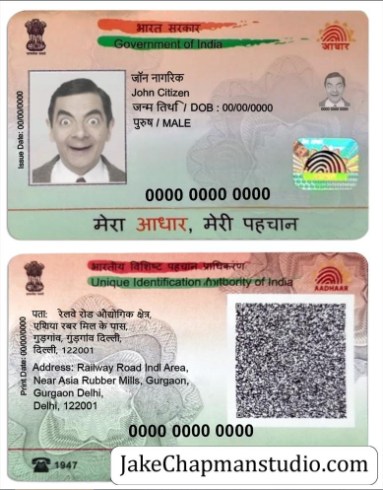 भारत सरकार
Government of India
आधार
जॉन नागरिक
John Citizen
जन्म तिथी / DOB : 00/00/0000
पुरुष / MALE
Issue Date: 00/00/0000
0000 0000 0000
मेरा आधार, मेरी पहचान
भारतीय विशिष्ट पहचान प्राधिकरण
Unique Identification Authority of India
AADHAAR
पता: रेलवे रोड औद्योगिक क्षेत्र,
एशिया रबर मिल के पास,
गुड़गांव, गुड़गांव दिल्ली,
दिल्ली, 122001
Address: Railway Road Indl Area,
Near Asia Rubber Mills, Gurgaon,
Gurgaon Delhi,
Delhi, 122001
Print Date: 00/00/0000
0000 0000 0000
1947
JakeChapmanstudio.com